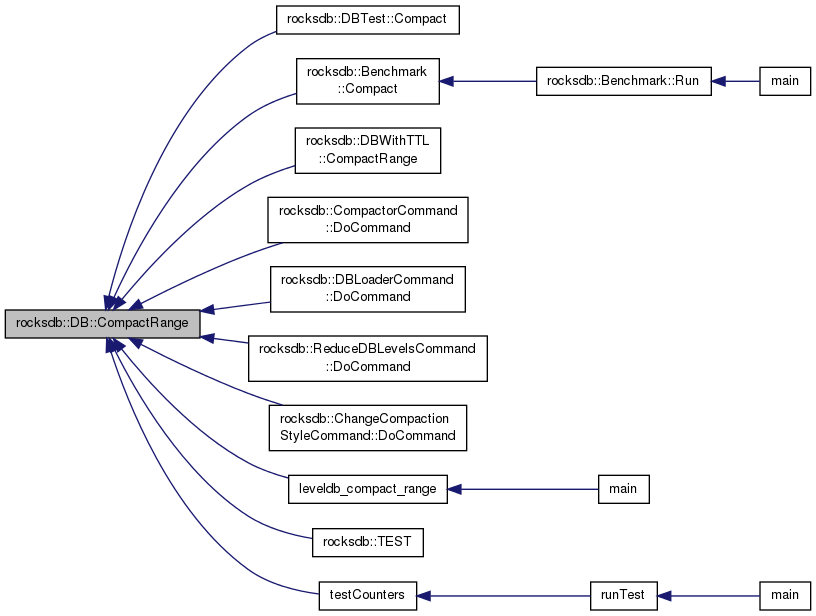 rocksdb::DBTest::Compact
rocksdb::Benchmark
::Compact
rocksdb::Benchmark::Run
main
rocksdb::DBWithTTL
::CompactRange
rocksdb::CompactorCommand
::DoCommand
rocksdb::DBLoaderCommand
::DoCommand
rocksdb::DB::CompactRange
rocksdb::ReduceDBLevelsCommand
::DoCommand
rocksdb::ChangeCompaction
StyleCommand::DoCommand
leveldb_compact_range
main
rocksdb::TEST
testCounters
runTest
main